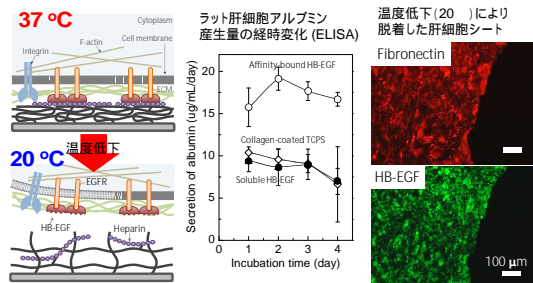 37 ºC
Cytoplasm
F-actin
Cell membrane
Integrin
ECM
温度低下
20 ºC
EGFR
HB-EGF
Heparin
ラット肝細胞アルブミン
産生量の経時変化 (ELISA)
Secretion of albumin (ug/mL/day)
20
15
10
5
0
Affinity-bound HB-EGF
Collagen-coated TCPS
Soluble HB-EGF
0 1 2 3 4
Incubation time (day)
温度低下(20 )により
脱着した肝細胞シート
Fibronectin
HB-EGF
100 µm